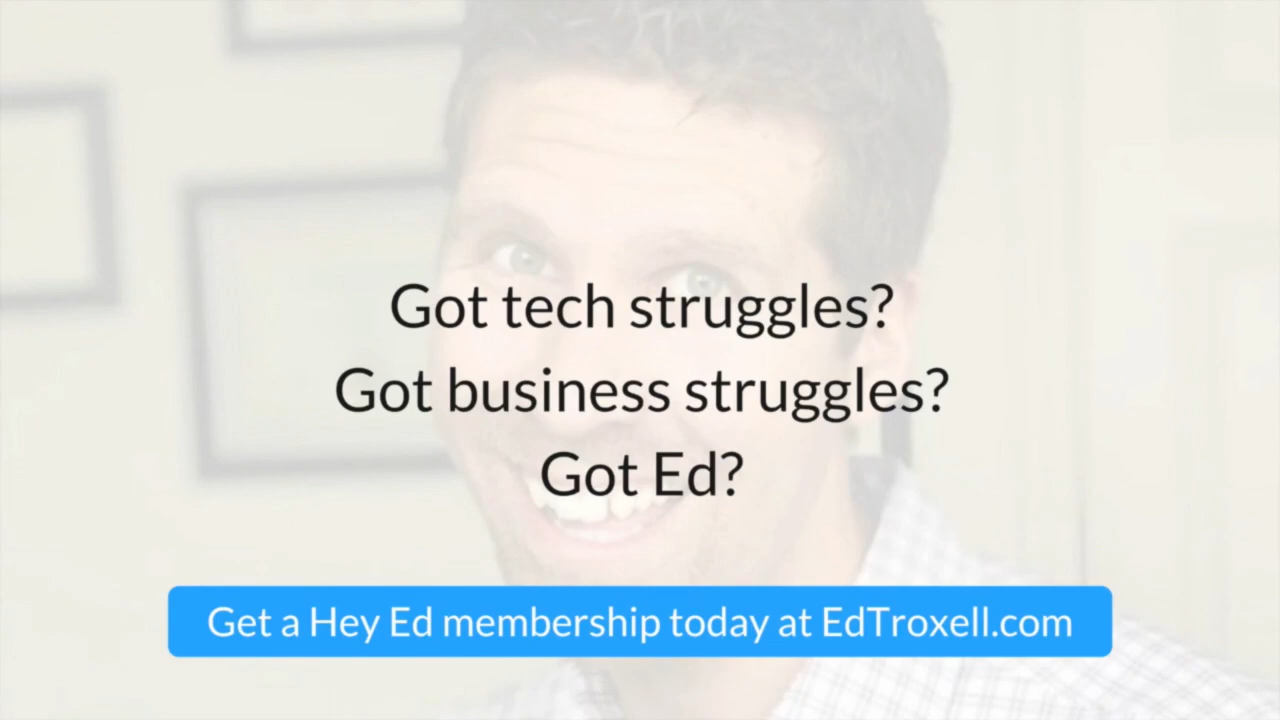 Got tech struggles?
Got business struggles?
Got Ed?
Get a Hey Ed membership today at EdTroxell.com